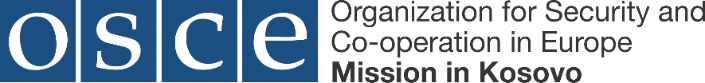 osce Organization for Security and
Co-operation in Europe
Mission in Kosovo